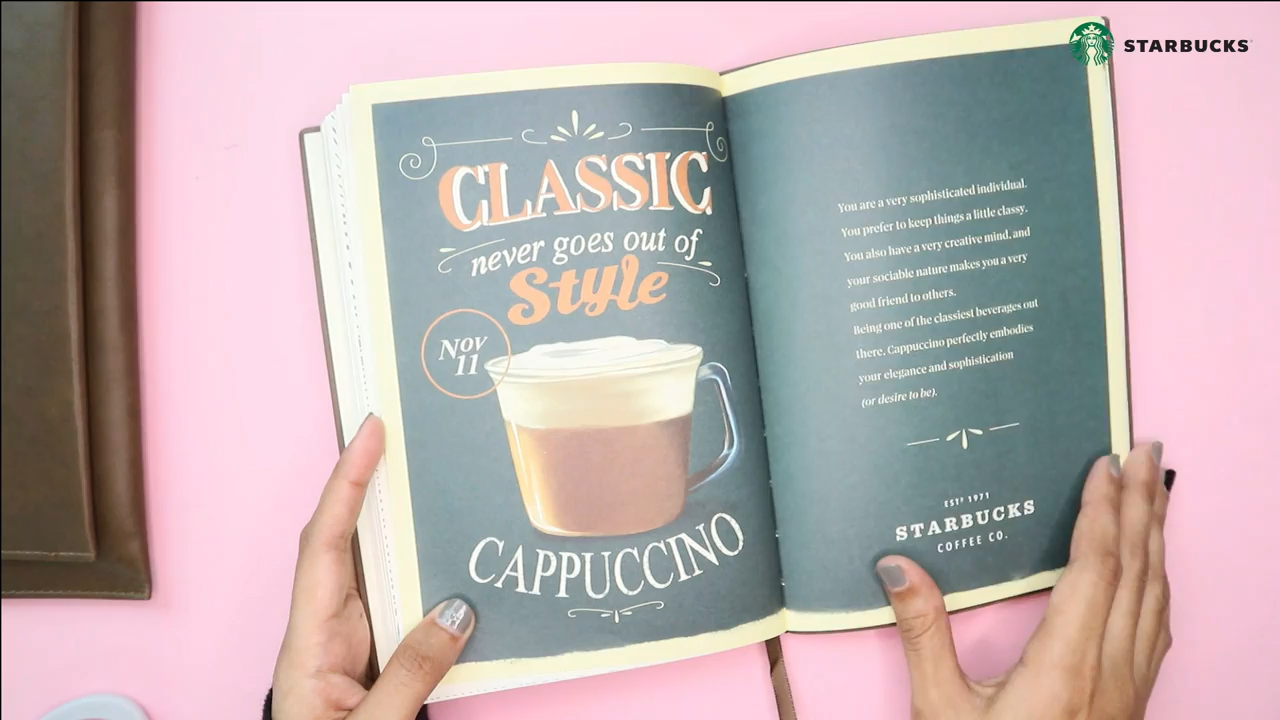 STARBUCKS
CLASSIC
never goes out of
Style
Nov
11
CAPPUCCINO
You are a very sophisticated individual.
You prefer to keep things a little classy.
You also have a very creative mind, and
your sociable nature makes you a very
good friend to others.
Being one of the classiest beverages out
there, Cappuccino perfectly embodies
your elegance and sophistication
(or desire to be).
ESTD 1971
STARBUCKS
COFFEE CO.